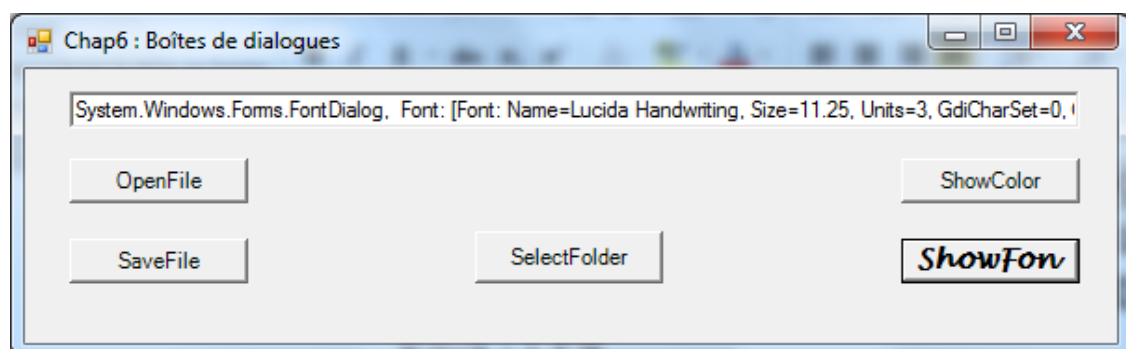 Chap6 : Boîtes de dialogues
System.Windows.Forms.FontDialog, Font: [Font: Name=Lucida Handwriting, Size=11.25, Units=3, GdiCharSet=0,
OpenFile ShowColor
SaveFile SelectFolder ShowFon